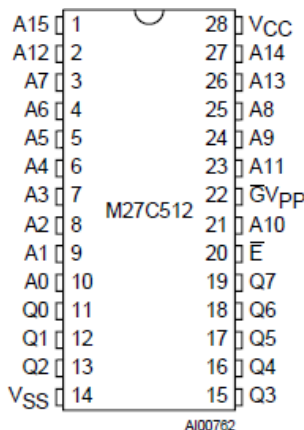 A15 1 28 VCC
A12 2 27 A14
A7 3 26 A13
A6 4 25 A8
A5 5 24 A9
A4 6 23 A11
A3 7 22 G̅VPP
M27C512
A2 8 21 A10
A1 9 20 E̅
A0 10 19 Q7
Q0 11 18 Q6
Q1 12 17 Q5
Q2 13 16 Q4
VSS 14 15 Q3
AI00762